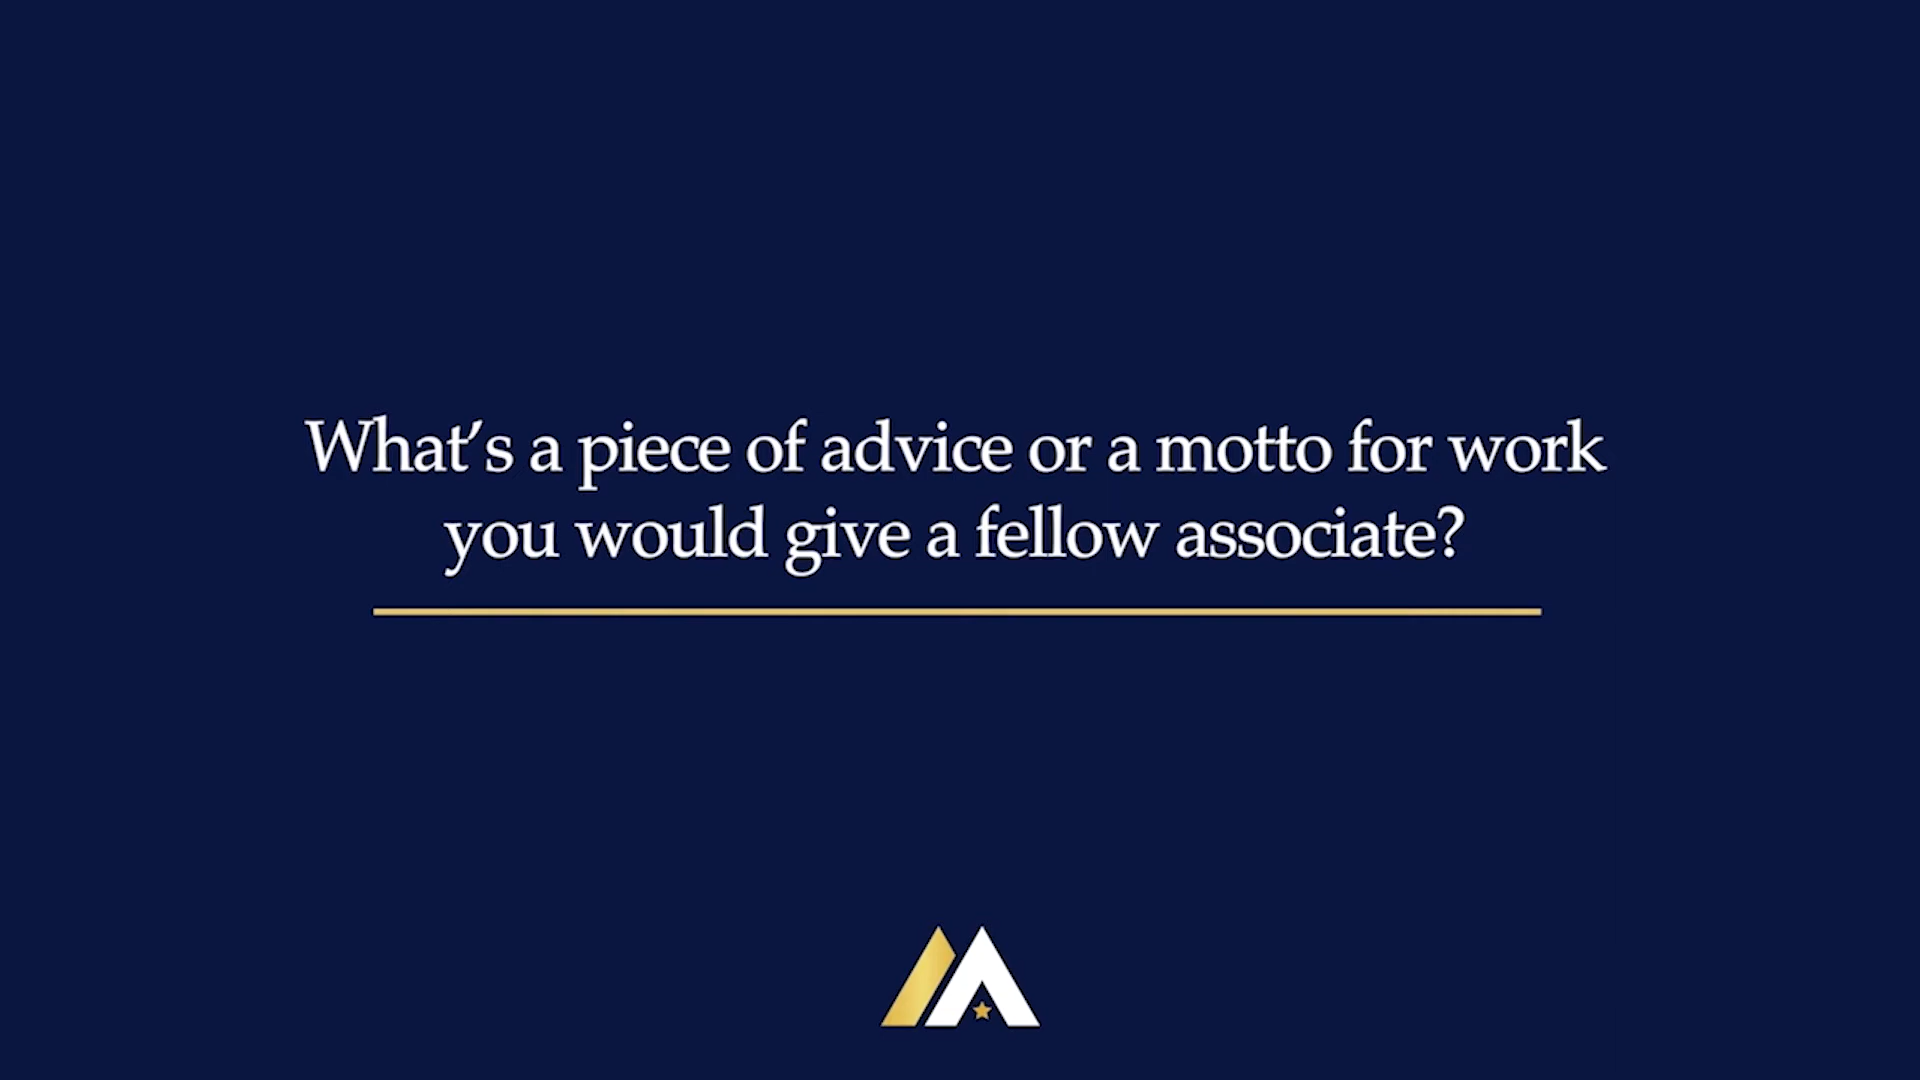 What’s a piece of advice or a motto for work
you would give a fellow associate?